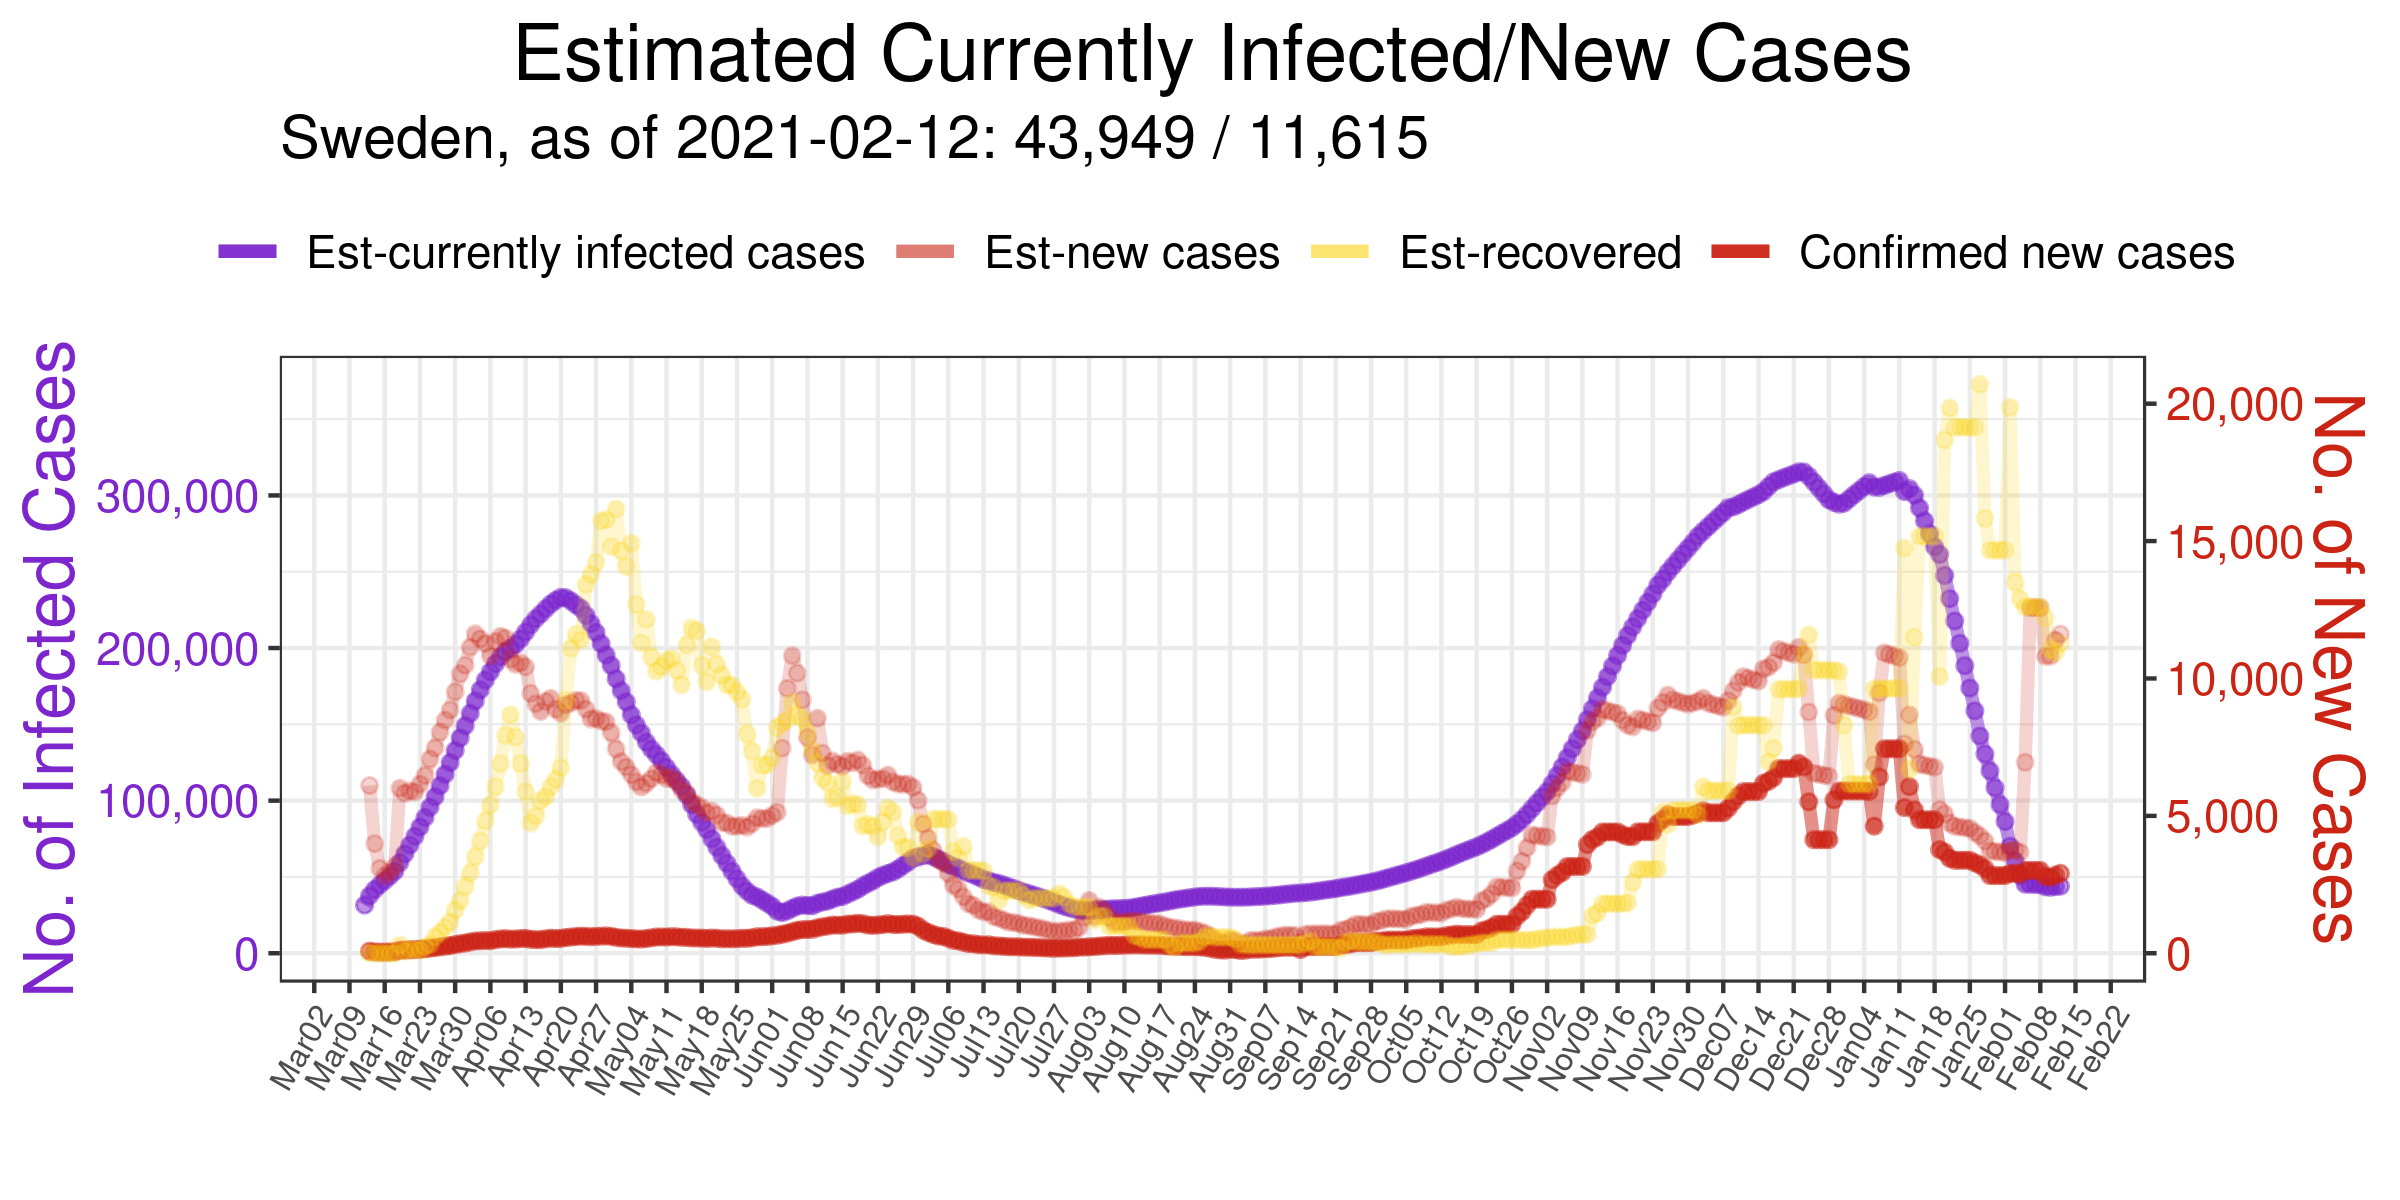 Estimated Currently Infected/New Cases
Sweden, as of 2021-02-12: 43,949 / 11,615
Est-currently infected cases Est-new cases Est-recovered Confirmed new cases
No. of Infected Cases
300,000
200,000
100,000
0
20,000
15,000
10,000
5,000
0
No. of New Cases
Mar02
Mar09
Mar16
Mar23
Mar30
Apr06
Apr13
Apr20
Apr27
May04
May11
May18
May25
Jun01
Jun08
Jun15
Jun22
Jun29
Jul06
Jul13
Jul20
Jul27
Aug03
Aug10
Aug17
Aug24
Aug31
Sep07
Sep14
Sep21
Sep28
Oct05
Oct12
Oct19
Oct26
Nov02
Nov09
Nov16
Nov23
Nov30
Dec07
Dec14
Dec21
Dec28
Jan04
Jan11
Jan18
Jan25
Feb01
Feb08
Feb15
Feb22